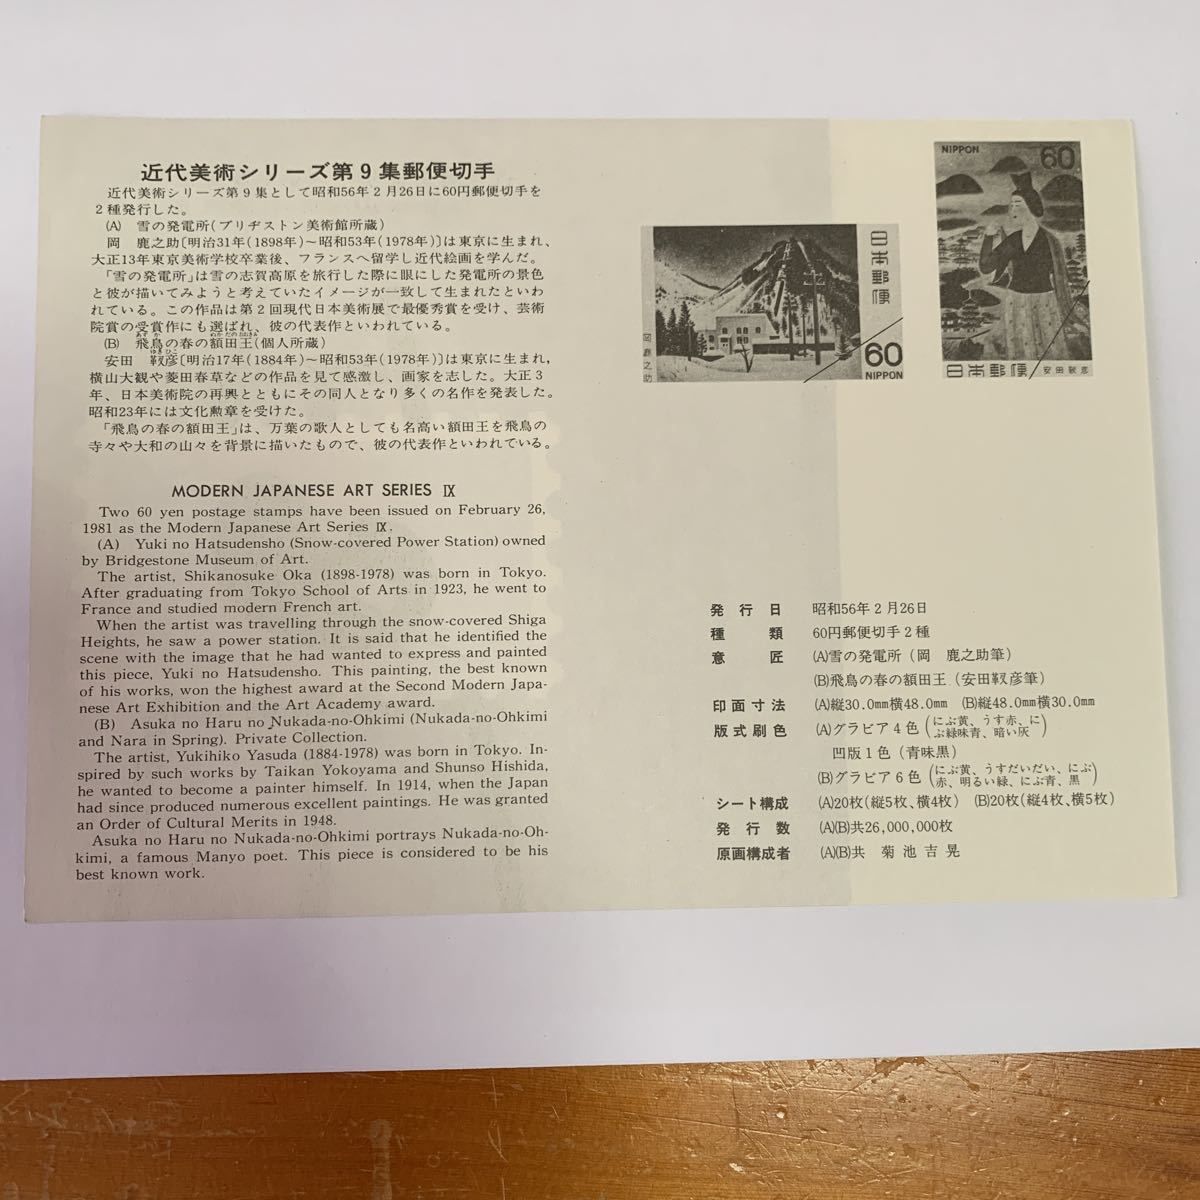 近代美術シリーズ第9集郵便切手
近代美術シリーズ第9集として昭和56年2月26日に60円郵便切手を
2種発行した。
(A) 雪の発電所(ブリヂストン美術館所蔵)
岡 鹿之助〔明治31年(1898年)～昭和53年(1978年)〕は東京に生まれ、
大正13年東京美術学校卒業後、フランスへ留学し近代絵画を学んだ。
「雪の発電所」は雪の志賀高原を旅行した際に眼にした発電所の景色
と彼が描いてみようと考えていたイメージが一致して生まれたといわ
れている。この作品は第2回現代日本美術展で最優秀賞を受け、芸術
院賞の受賞作にも選ばれ、彼の代表作といわれている。
(B) 飛鳥の春の額田王(個人所蔵)
安田 靫彦〔明治17年(1884年)～昭和53年(1978年)〕は東京に生まれ,
横山大観や菱田春草などの作品を見て感激し、画家を志した。大正3
年、日本美術院の再興とともにその同人となり多くの名作を発表した。
昭和23年には文化勲章を受けた。
「飛鳥の春の額田王」は、万葉の歌人としても名高い額田王を飛鳥の
寺々や大和の山々を背景に描いたもので、彼の代表作といわれている。
MODERN JAPANESE ART SERIES Ⅸ
Two 60 yen postage stamps have been issued on February 26,
1981 as the Modern Japanese Art Series Ⅸ.
(A) Yuki no Hatsudensho (Snow-covered Power Station) owned
by Bridgestone Museum of Art.
The artist, Shikanosuke Oka (1898-1978) was born in Tokyo.
After graduating from Tokyo School of Arts in 1923, he went to
France and studied modern French art.
When the artist was travelling through the snow-covered Shiga
Heights, he saw a power station. It is said that he identified the
scene with the image that he had wanted to express and painted
this piece, Yuki no Hatsudensho. This painting, the best known
of his works, won the highest award at the Second Modern Japa-
nese Art Exhibition and the Art Academy award.
(B) Asuka no Haru no Nukada-no-Ohkimi (Nukada-no-Ohkimi
and Nara in Spring). Private Collection.
The artist, Yukihiko Yasuda (1884-1978) was born in Tokyo. In-
spired by such works by Taikan Yokoyama and Shunso Hishida,
he wanted to become a painter himself. In 1914, when the Japan
had since produced numerous excellent paintings. He was granted
an Order of Cultural Merits in 1948.
Asuka no Haru no Nukada-no-Ohkimi portrays Nukada-no-Oh-
kimi, a famous Manyo poet. This piece is considered to be his
best known work.
日本郵便
岡鹿之助
60
NIPPON
NIPPON
60
日本郵便
安田靫彦
発行日 昭和56年2月26日
種類 60円郵便切手2種
意匠 (A)雪の発電所(岡 鹿之助筆)
(B)飛鳥の春の額田王(安田靫彦筆)
印面寸法 (A)縦30.0mm横48.0mm (B)縦48.0mm横30.0mm
版式刷色 (A)グラビア4色(にぶ黄、うす赤、に
ぶ緑味青、暗い灰)
凹版1色(青味黒)
(B)グラビア6色(にぶ黄、うすだいだい、にぶ
赤、明るい緑、にぶ青、黒)
シート構成 (A)20枚(縦5枚、横4枚) (B)20枚(縦4枚、横5枚)
発行数 (A)(B)共26,000,000枚
原画構成者 (A)(B)共 菊池吉晃